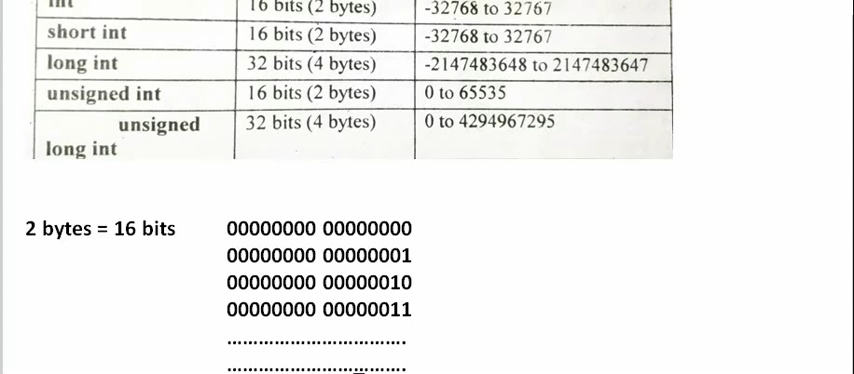 int 16 bits (2 bytes) -32768 to 32767
short int 16 bits (2 bytes) -32768 to 32767
long int 32 bits (4 bytes) -2147483648 to 2147483647
unsigned int 16 bits (2 bytes) 0 to 65535
unsigned 32 bits (4 bytes) 0 to 4294967295
long int
2 bytes = 16 bits 00000000 00000000
00000000 00000001
00000000 00000010
00000000 00000011
..................................
..................................